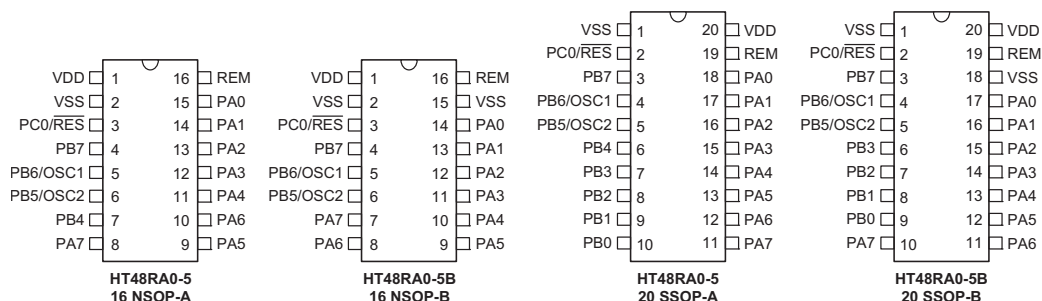 VDD 1 16 REM
VSS 2 15 PA0
PC0/RES 3 14 PA1
PB7 4 13 PA2
PB6/OSC1 5 12 PA3
PB5/OSC2 6 11 PA4
PB4 7 10 PA6
PA7 8 9 PA5
HT48RA0-5
16 NSOP-A
VDD 1 16 REM
VSS 2 15 VSS
PC0/RES 3 14 PA0
PB7 4 13 PA1
PB6/OSC1 5 12 PA2
PB5/OSC2 6 11 PA3
PA7 7 10 PA4
PA6 8 9 PA5
HT48RA0-5B
16 NSOP-B
VSS 1 20 VDD
PC0/RES 2 19 REM
PB7 3 18 PA0
PB6/OSC1 4 17 PA1
PB5/OSC2 5 16 PA2
PB4 6 15 PA3
PB3 7 14 PA4
PB2 8 13 PA5
PB1 9 12 PA6
PB0 10 11 PA7
HT48RA0-5
20 SSOP-A
VSS 1 20 VDD
PC0/RES 2 19 REM
PB7 3 18 VSS
PB6/OSC1 4 17 PA0
PB5/OSC2 5 16 PA1
PB3 6 15 PA2
PB2 7 14 PA3
PB1 8 13 PA4
PB0 9 12 PA5
PA7 10 11 PA6
HT48RA0-5B
20 SSOP-B